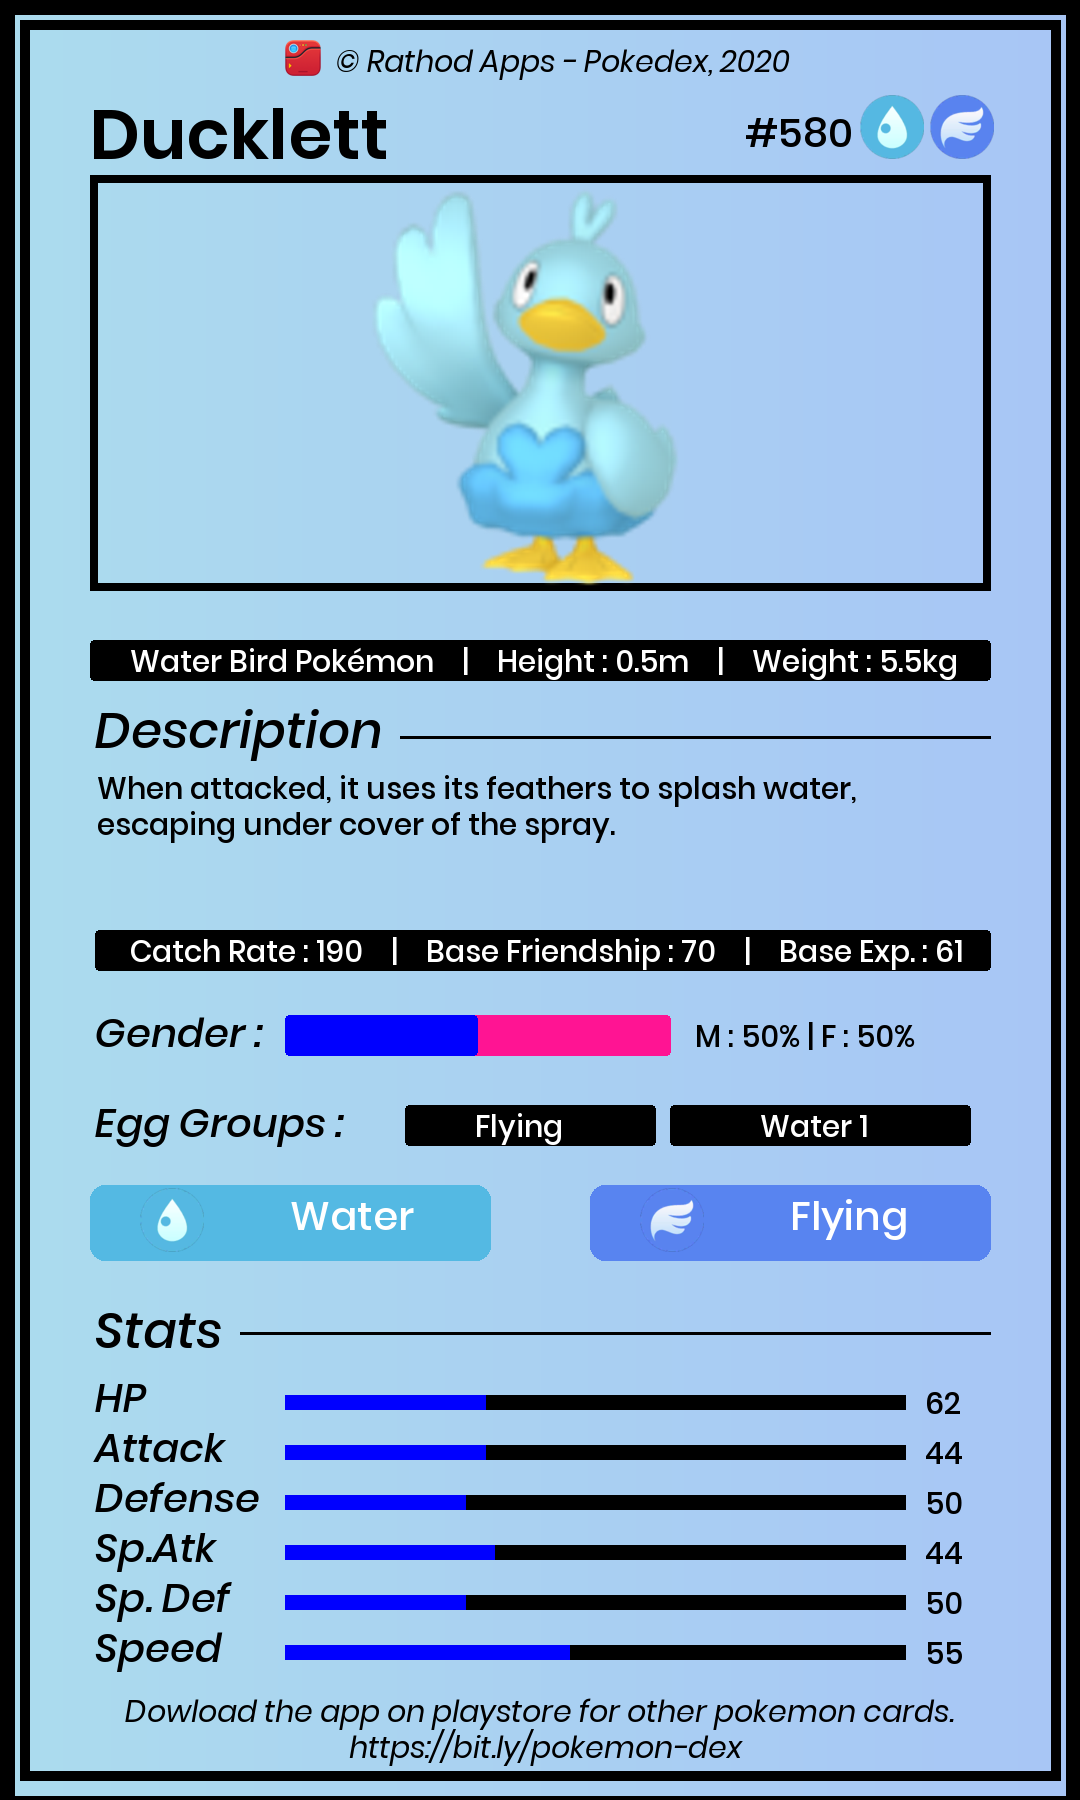 © Rathod Apps - Pokedex, 2020
Ducklett #580
Water Bird Pokémon | Height : 0.5m | Weight : 5.5kg
Description
When attacked, it uses its feathers to splash water,
escaping under cover of the spray.
Catch Rate : 190 | Base Friendship : 70 | Base Exp. : 61
Gender : M : 50% | F : 50%
Egg Groups : Flying Water 1
Water Flying
Stats
HP 62
Attack 44
Defense 50
Sp.Atk 44
Sp. Def 50
Speed 55
Dowload the app on playstore for other pokemon cards.
https://bit.ly/pokemon-dex